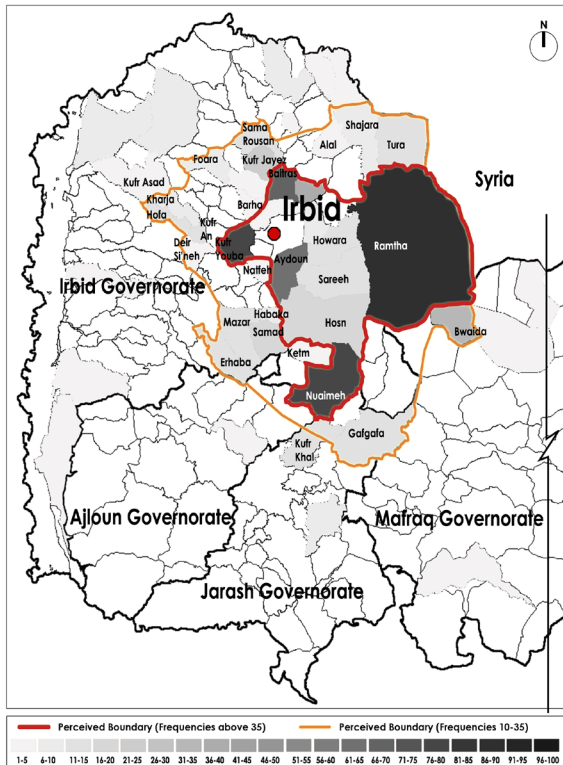 N
Sama
Rousan
Shajara
Alal
Tura
Foara
Kufr Jayez
Baitras
Syria
Kufr Asad
Kharja
Hofa
Barha
Irbid
Kufr
An
Howara
Ramtha
Deir
Si'neh
Kufr
Youba
Aydoun
Natfeh
Sareeh
Irbid Governorate
Habaka
Mazar
Samad
Hosn
Bwaida
Ketm
Erhaba
Nuaimeh
Galgafa
Kufr
Khal
Ajloun Governorate
Mafraq Governorate
Jarash Governorate
Perceived Boundary (Frequencies above 35)
Perceived Boundary (Frequencies 10-35)
1-5 6-10 11-15 16-20 21-25 26-30 31-35 36-40 41-45 46-50 51-55 56-60 61-65 66-70 71-75 76-80 81-85 86-90 91-95 96-100